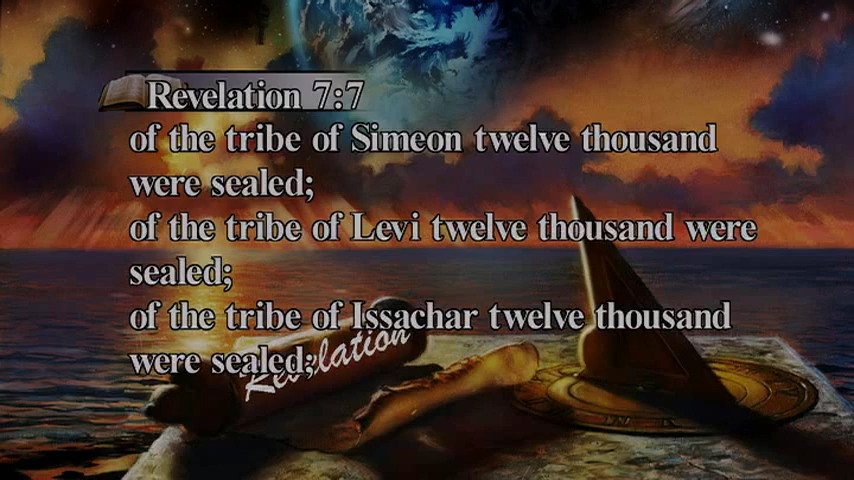 Revelation 7:7
of the tribe of Simeon twelve thousand
were sealed;
of the tribe of Levi twelve thousand were
sealed;
of the tribe of Issachar twelve thousand
were sealed;
Revelation